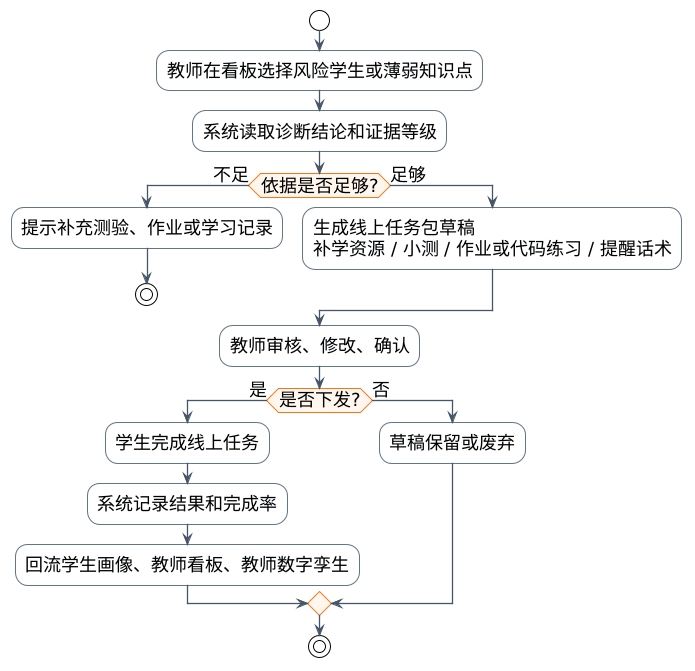 教师在看板选择风险学生或薄弱知识点
系统读取诊断结论和证据等级
不足
依据是否足够?
足够
提示补充测验、作业或学习记录
生成线上任务包草稿
补学资源 / 小测 / 作业或代码练习 / 提醒话术
教师审核、修改、确认
是
是否下发?
否
学生完成线上任务
草稿保留或废弃
系统记录结果和完成率
回流学生画像、教师看板、教师数字孪生